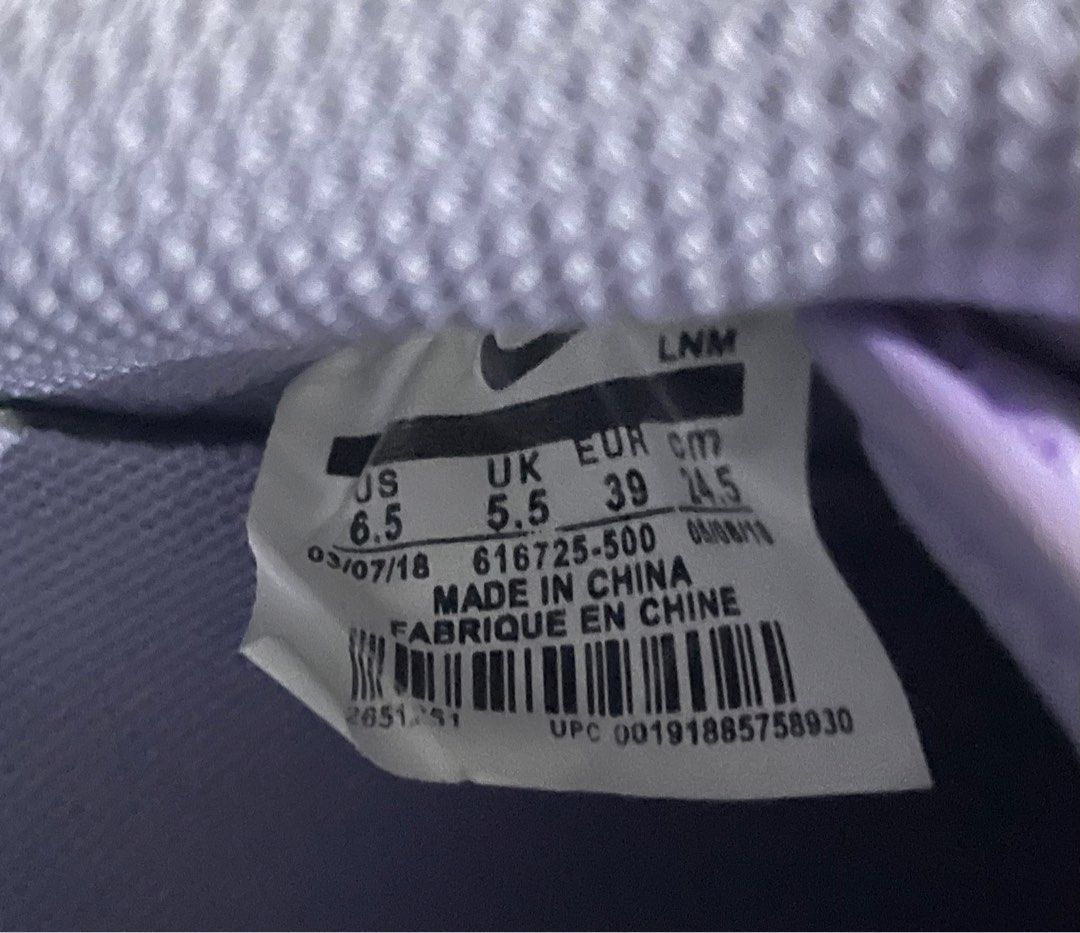 LNM
US UK EUR cm
6.5 5.5 39 24.5
03/07/18 616725-500
MADE IN CHINA
FABRIQUE EN CHINE
UPC 00191885758930